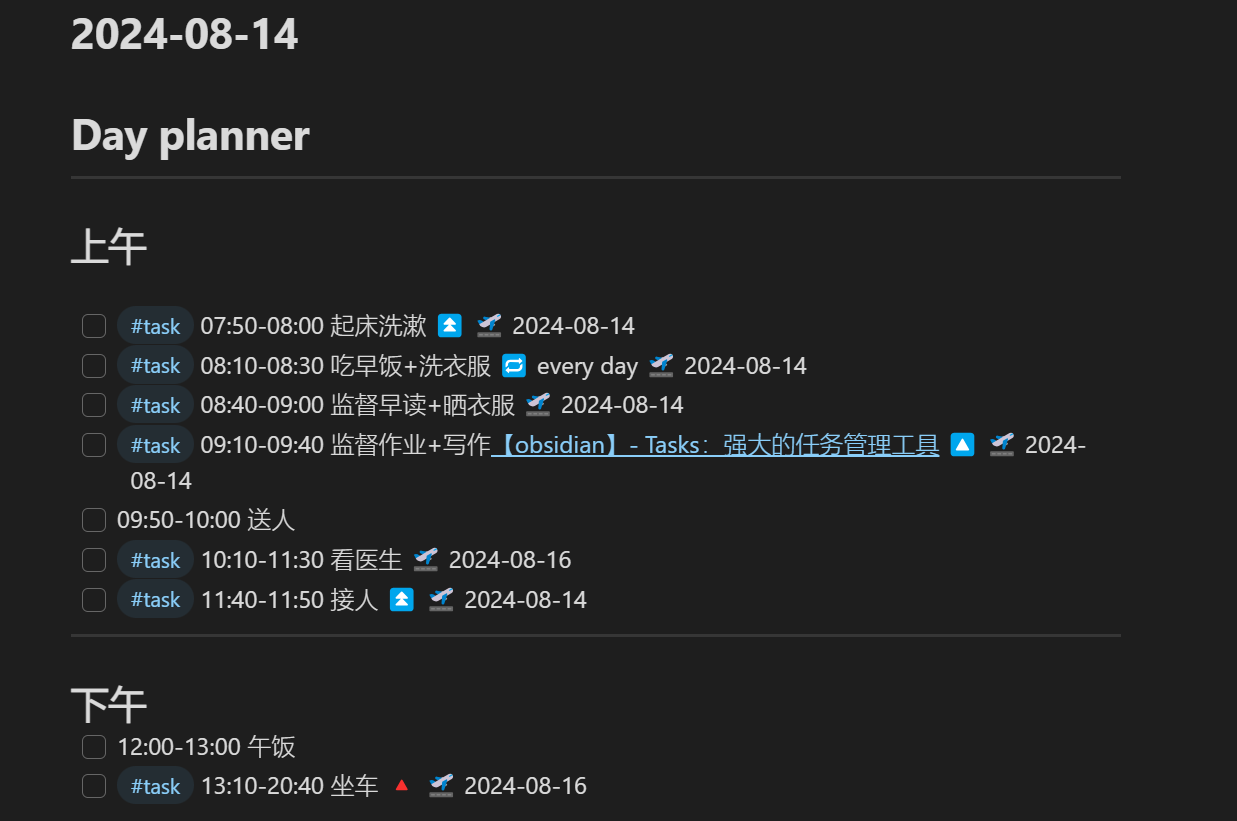 2024-08-14
Day planner
上午
#task 07:50-08:00 起床洗漱 ⏫ 🛫 2024-08-14
#task 08:10-08:30 吃早饭+洗衣服 🔁 every day 🛫 2024-08-14
#task 08:40-09:00 监督早读+晒衣服 🛫 2024-08-14
#task 09:10-09:40 监督作业+写作【obsidian】- Tasks：强大的任务管理工具 🔼 🛫 2024-
08-14
09:50-10:00 送人
#task 10:10-11:30 看医生 🛫 2024-08-16
#task 11:40-11:50 接人 ⏫ 🛫 2024-08-14
下午
12:00-13:00 午饭
#task 13:10-20:40 坐车 🔺 🛫 2024-08-16